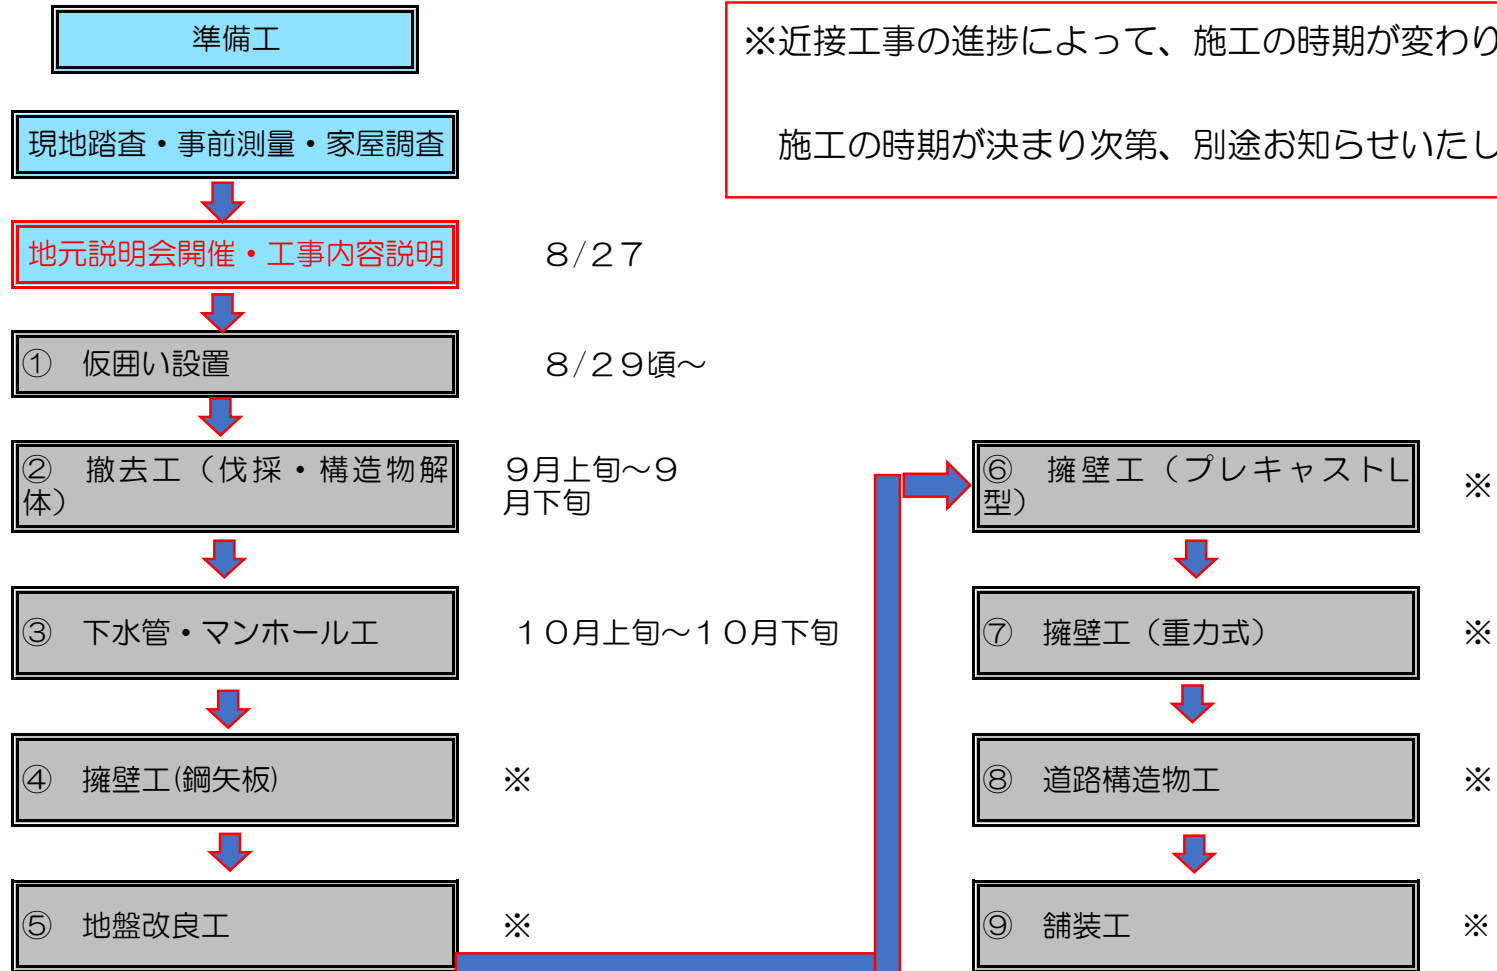 準備工
※近接工事の進捗によって、施工の時期が変わり
施工の時期が決まり次第、別途お知らせいたし
現地踏査・事前測量・家屋調査
地元説明会開催・工事内容説明
８/２７
①　仮囲い設置
８/２９頃～
②　撤去工（伐採・構造物解
体）
９月上旬～９
月下旬
③　下水管・マンホール工
１０月上旬～１０月下旬
④　擁壁工(鋼矢板)
※
⑤　地盤改良工
※
⑥　擁壁工（プレキャストL
型）
※
⑦　擁壁工（重力式）
※
⑧　道路構造物工
※
⑨　舗装工
※